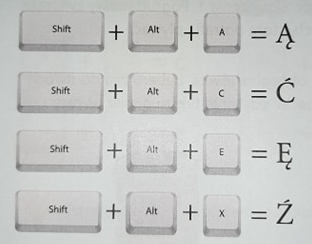 Shift + Alt + A = Ą
Shift + Alt + C = Ć
Shift + Alt + E = Ę
Shift + Alt + X = Ź